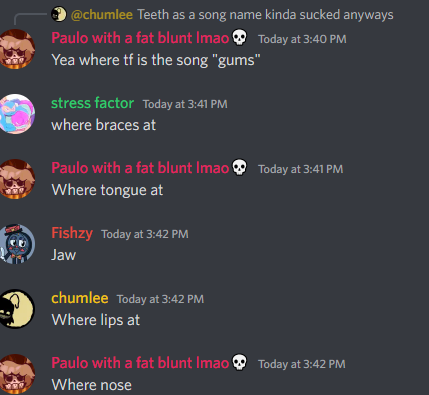 @chumlee Teeth as a song name kinda sucked anyways
Paulo with a fat blunt lmao💀 Today at 3:40 PM
Yea where tf is the song "gums"
stress factor Today at 3:41 PM
where braces at
Paulo with a fat blunt lmao💀 Today at 3:41 PM
Where tongue at
Fishzy Today at 3:42 PM
Jaw
chumlee Today at 3:42 PM
Where lips at
Paulo with a fat blunt lmao💀 Today at 3:42 PM
Where nose